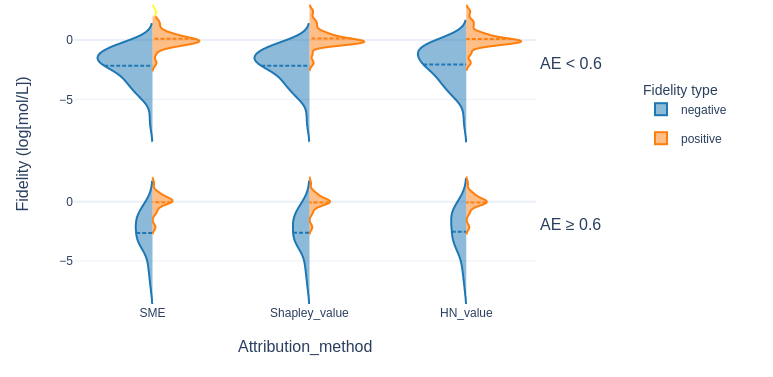 0
−5
AE < 0.6
Fidelity type
negative
positive
Fidelity (log[mol/L])
0
−5
AE ≥ 0.6
SME
Shapley_value
HN_value
Attribution_method